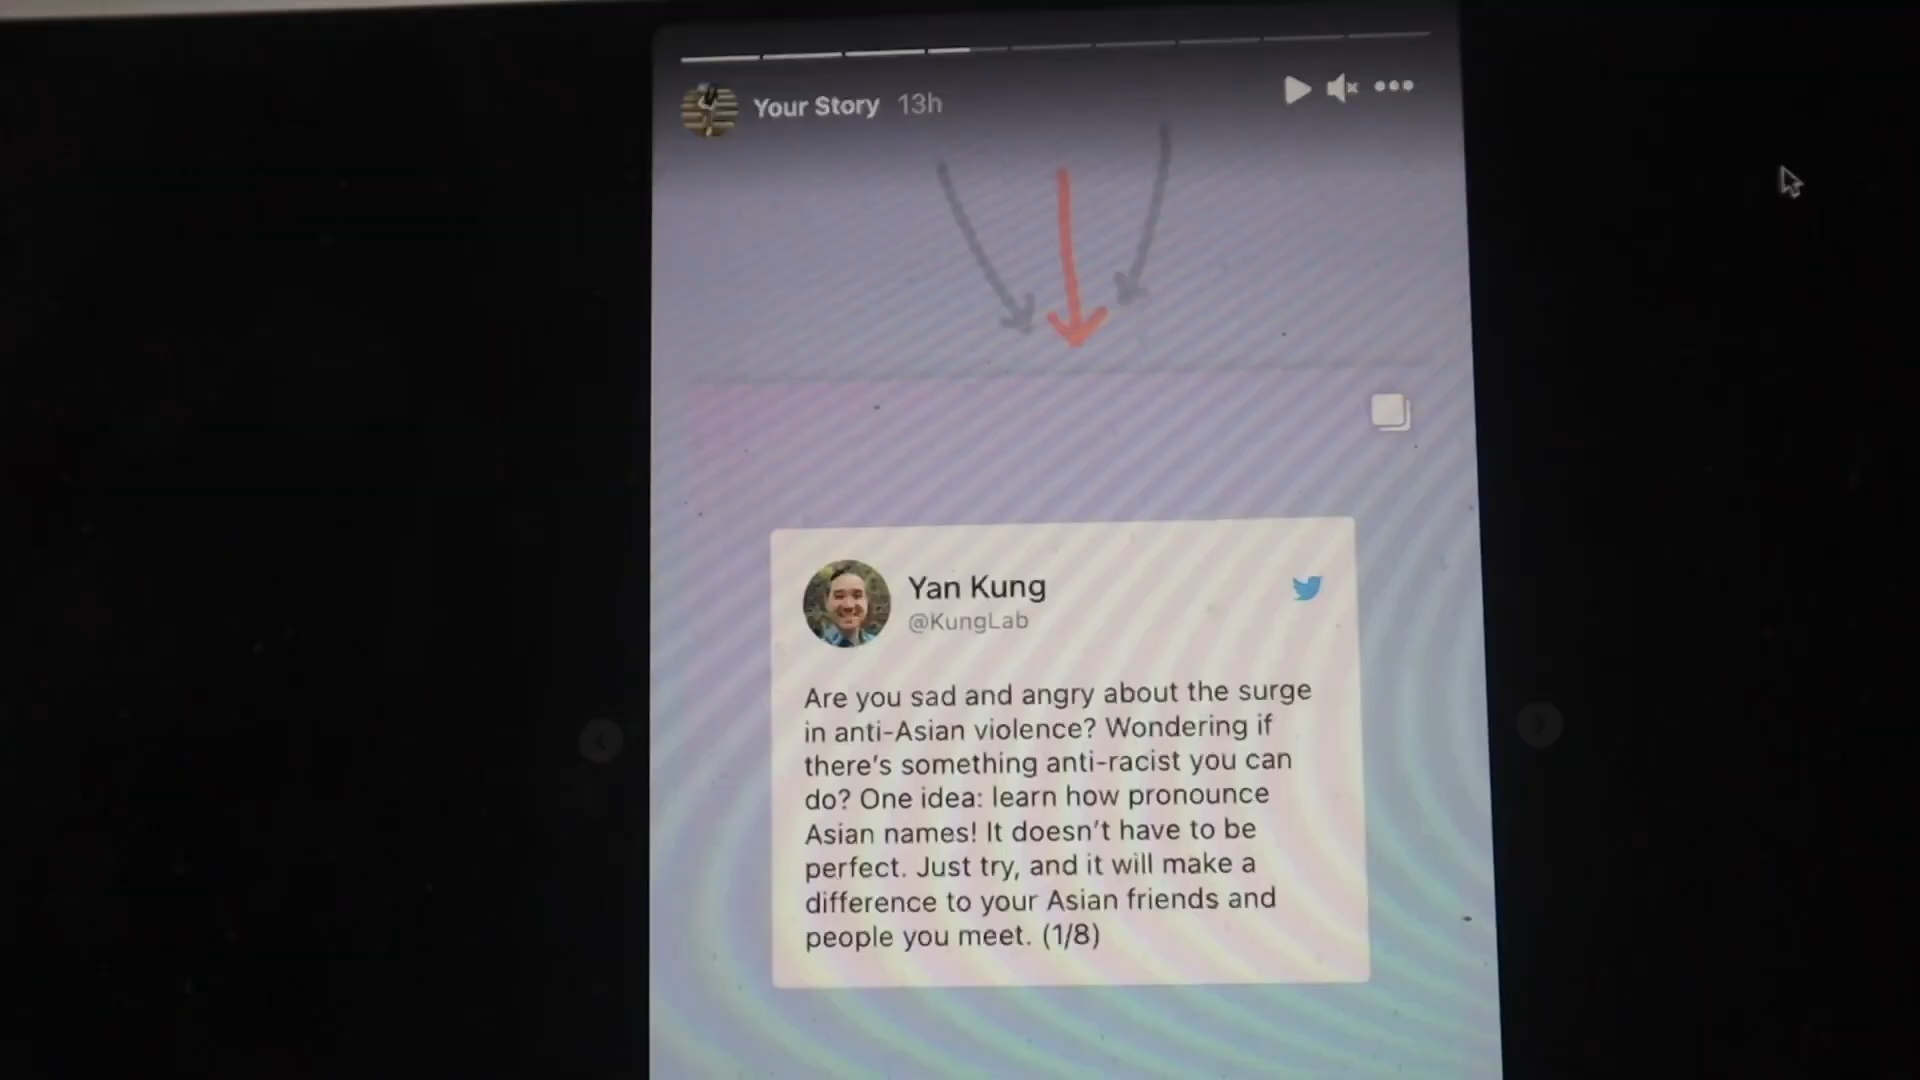 Your Story 13h
Yan Kung
@KungLab
Are you sad and angry about the surge
in anti-Asian violence? Wondering if
there's something anti-racist you can
do? One idea: learn how pronounce
Asian names! It doesn't have to be
perfect. Just try, and it will make a
difference to your Asian friends and
people you meet. (1/8)